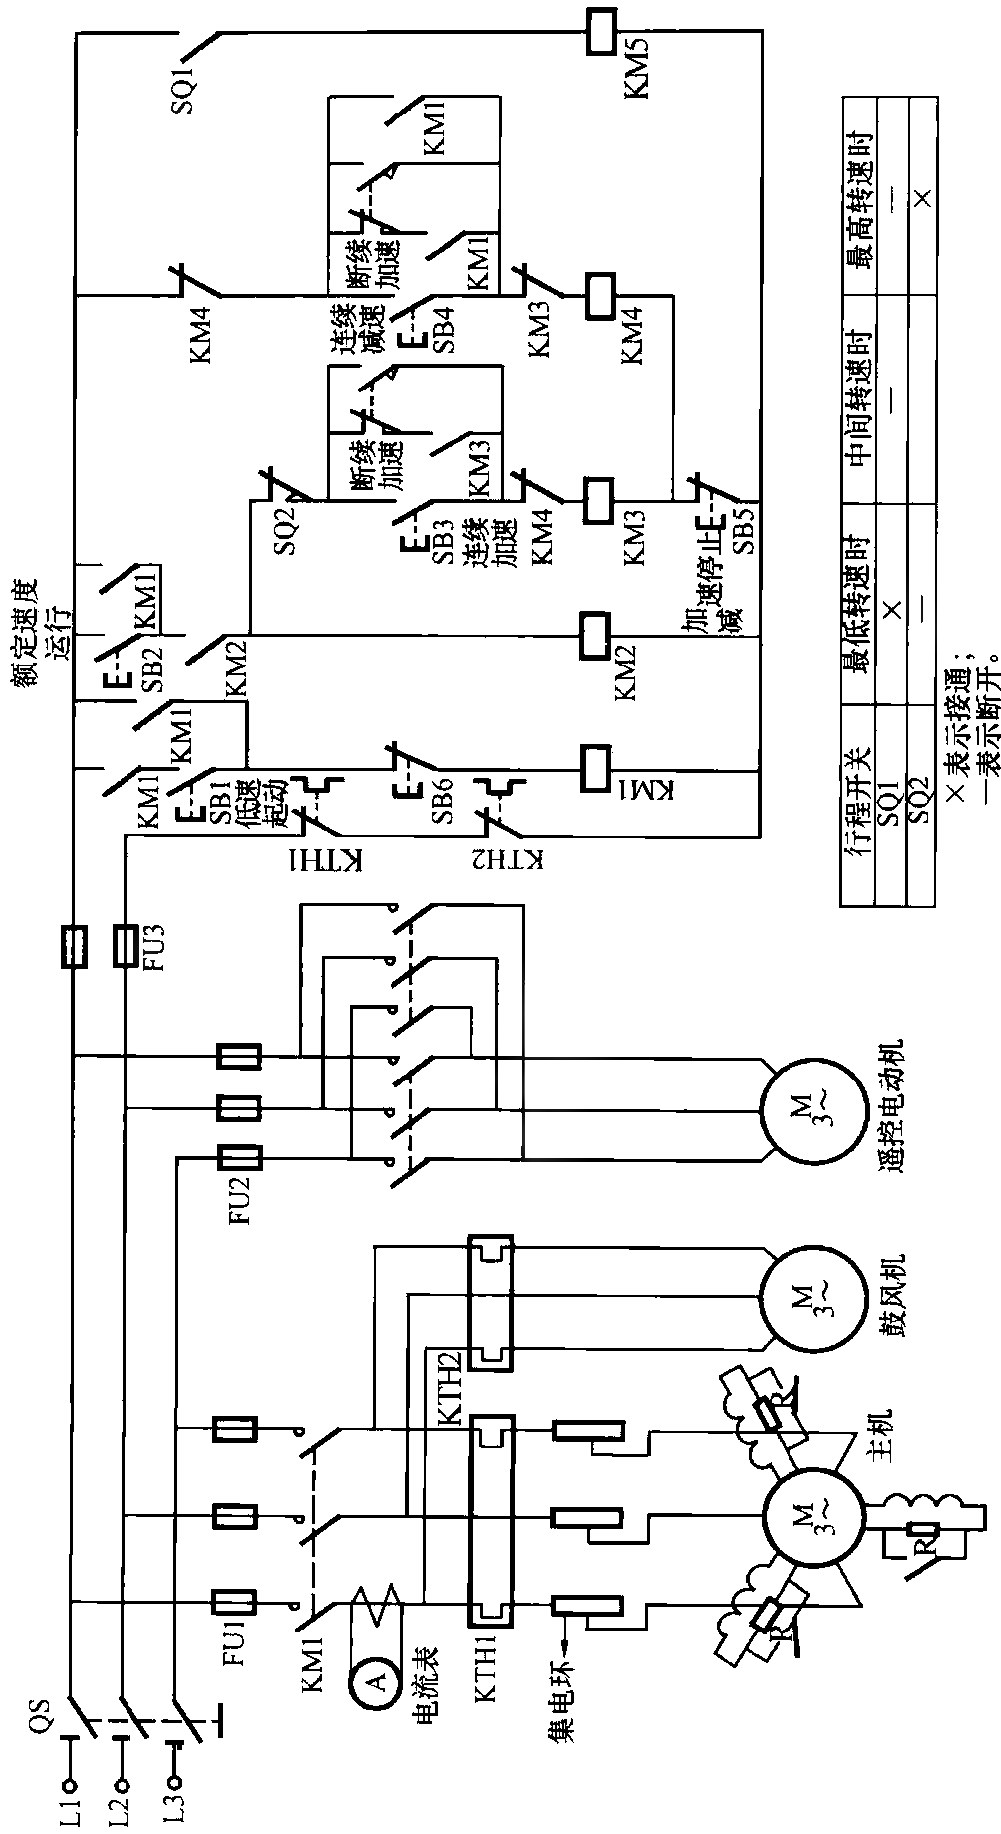 L1
L2
L3
QS
FU1
KM1
A
电流表
KTH1
集电环
R
R
R
M
3～
主机
KTH2
M
3～
鼓风机
FU2
M
3～
遥控电动机
FU3
KTH1
KTH2
KM1
SB1
低速
起动
KM1
SB6
KM1
额定速度
运行
SB2
KM1
KM2
KM2
SQ2
SB3
连续
加速
断续
加速
KM3
KM4
KM3
加速停止
减
SB5
KM4
连续
减速
SB4
断续
加速
KM1
KM1
KM3
KM4
SQ1
KM5
行程开关 最低转速时 中间转速时 最高转速时
SQ1 × — —
SQ2 — — ×
×表示接通；
—表示断开。